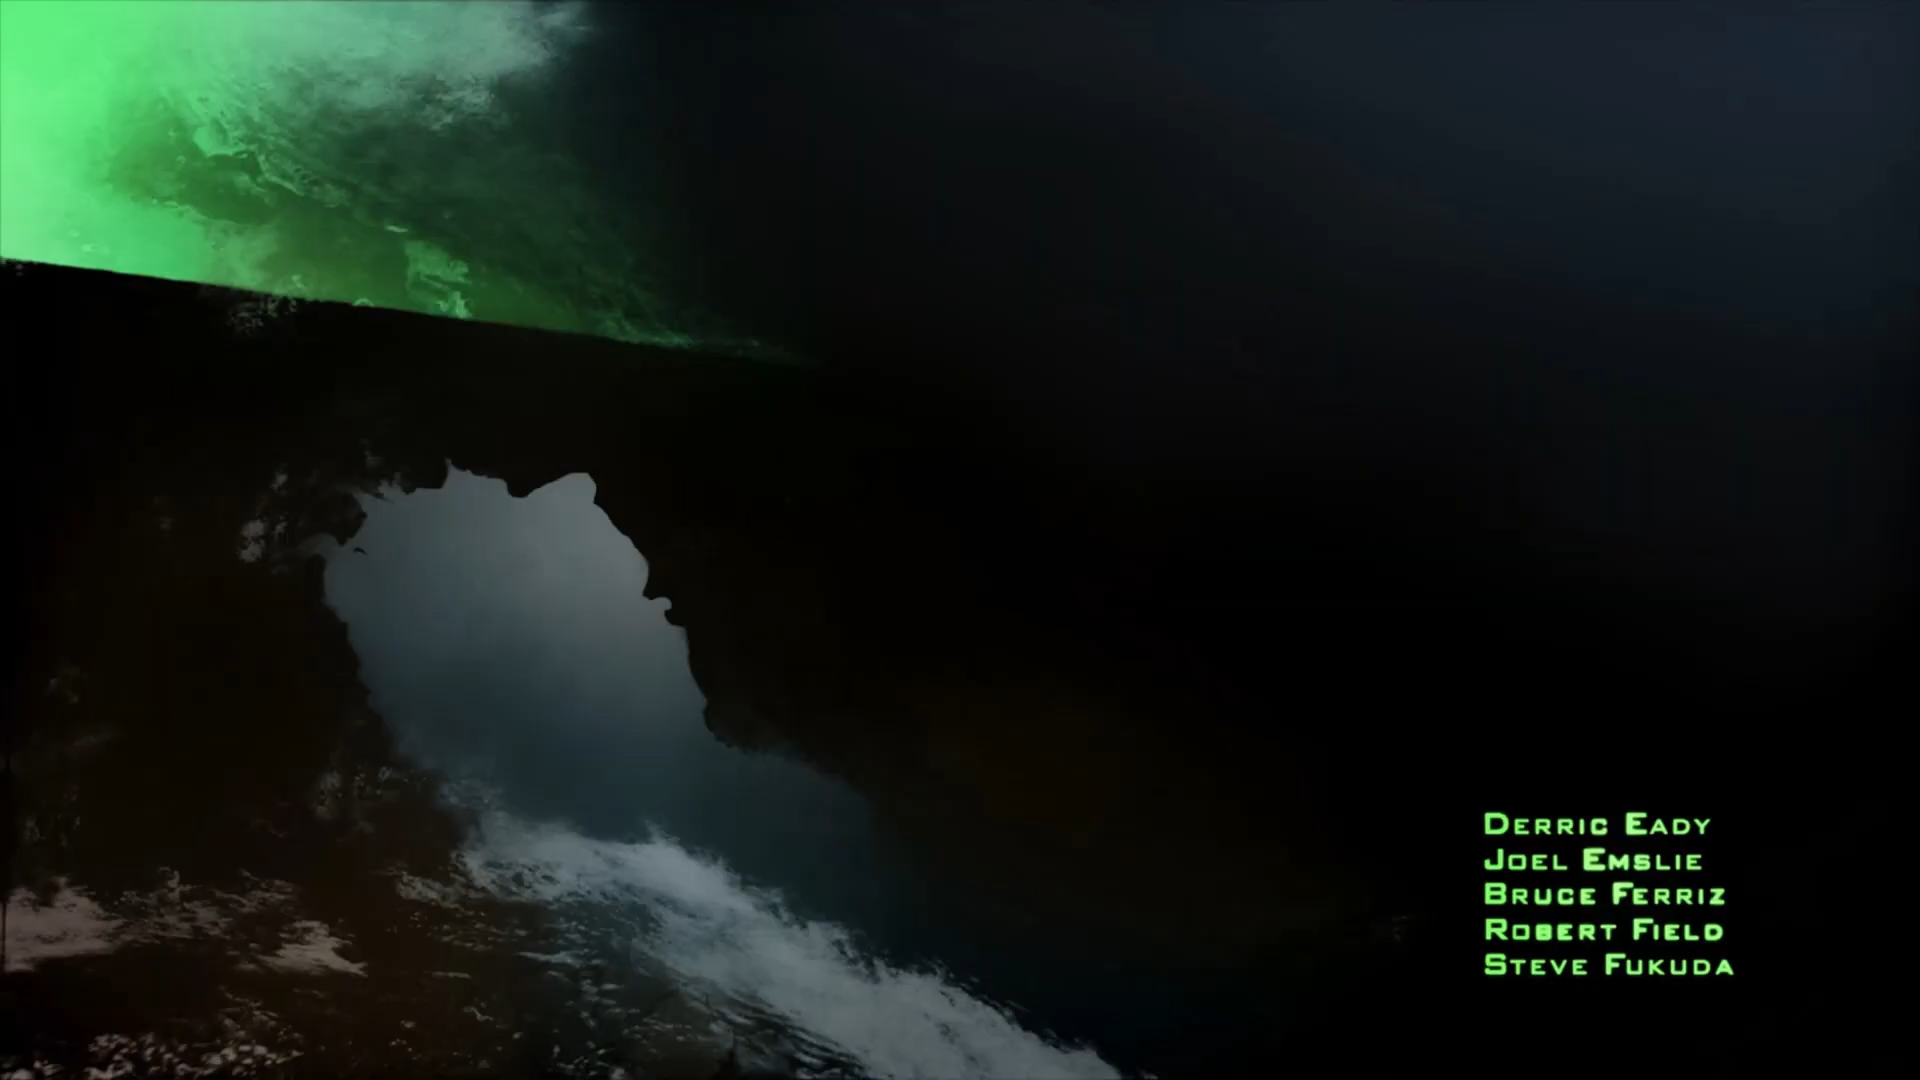 Derric Eady
Joel Emslie
Bruce Ferriz
Robert Field
Steve Fukuda